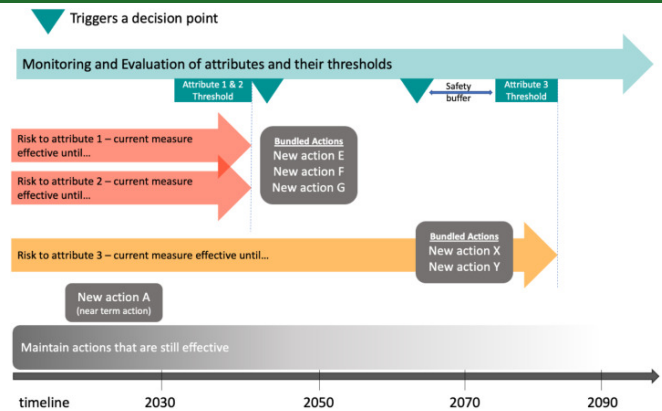 Triggers a decision point
Monitoring and Evaluation of attributes and their thresholds
Attribute 1 & 2
Threshold
Safety
buffer
Attribute 3
Threshold
Risk to attribute 1 – current measure
effective until...
Risk to attribute 2 – current measure
effective until...
Bundled Actions
New action E
New action F
New action G
Risk to attribute 3 – current measure effective until...
Bundled Actions
New action X
New action Y
New action A
(near term action)
Maintain actions that are still effective
timeline
2030
2050
2070
2090